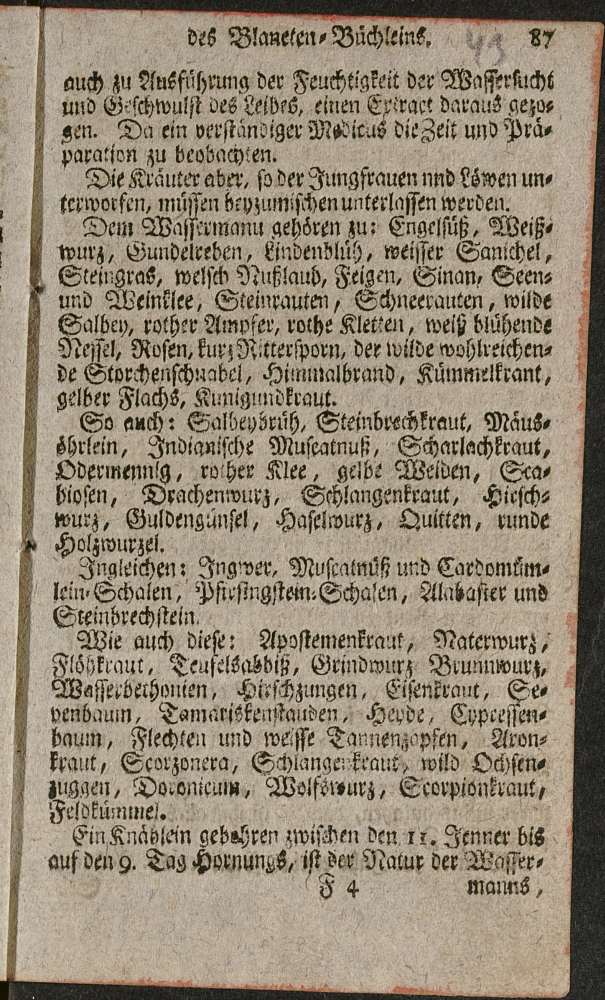 des Blaneten-Büchleins. 43 87
auch zu Ausführung der Feuchtigkeit der Wassersucht
und Geschwulst des Leibes, einen Extract daraus gezo-
gen. Da ein verständiger Medicus die Zeit und Prä-
paration zu beobachten.
Die Kräuter aber, so der Jungfrauen und Löwen un-
terworfen, müssen beyzumischen unterlassen werden.
Dem Wassermann gehören zu: Engelsüß, Weiß-
wurz, Gundelreben, Lindenblüh, weisser Sanickel,
Steingras, welsch Nußlaub, Feigen, Sinau, Seen-
und Weinklee, Steinrauten, Schneerauten, wilde
Salbey, rother Ampfer, rothe Kletten, weiß blühende
Nessel, Rosen, kurz Rittersporn, der wilde wohlreichen-
de Storchenschnabel, Himmalbrand, Kümmelkraut,
gelber Flachs, Kunigundkraut.
So auch: Salbeybrüh, Steinbrechkraut, Mäus-
öhrlein, Indianische Muscatnuß, Scharlachkraut,
Odermennig, rother Klee, gelbe Weiden, Sca-
biosen, Drachenwurz, Schlangenkraut, Hirsch-
wurz, Guldengünsel, Haselwurz, Quitten, runde
Holzwurzel.
Ingleichen: Ingwer, Muscatnüß und Cardomüm-
lein-Schalen, Pfirsingstein-Schalen, Alabaster und
Steinbrechstein.
Wie auch diese: Apostemenkraut, Naterwurz,
Flöhkraut, Teufelsabbiß, Grindwurz Brunnwurz,
Wasserbethonien, Hirschzungen, Eisenkraut, Se-
venbaum, Tamariskenstauden, Heyde, Cypressen-
baum, Flechten und weisse Tannenzapfen, Aron-
kraut, Scorzonera, Schlangenkraut, wild Ochsen-
zuggen, Doronicum, Wolfswurz, Scorpionkraut,
Feldkümmel.
Ein Knäblein gebohren zwischen den 11. Jenner bis
auf den 9. Tag Hornungs, ist der Natur der Wasser-
F 4 manns,